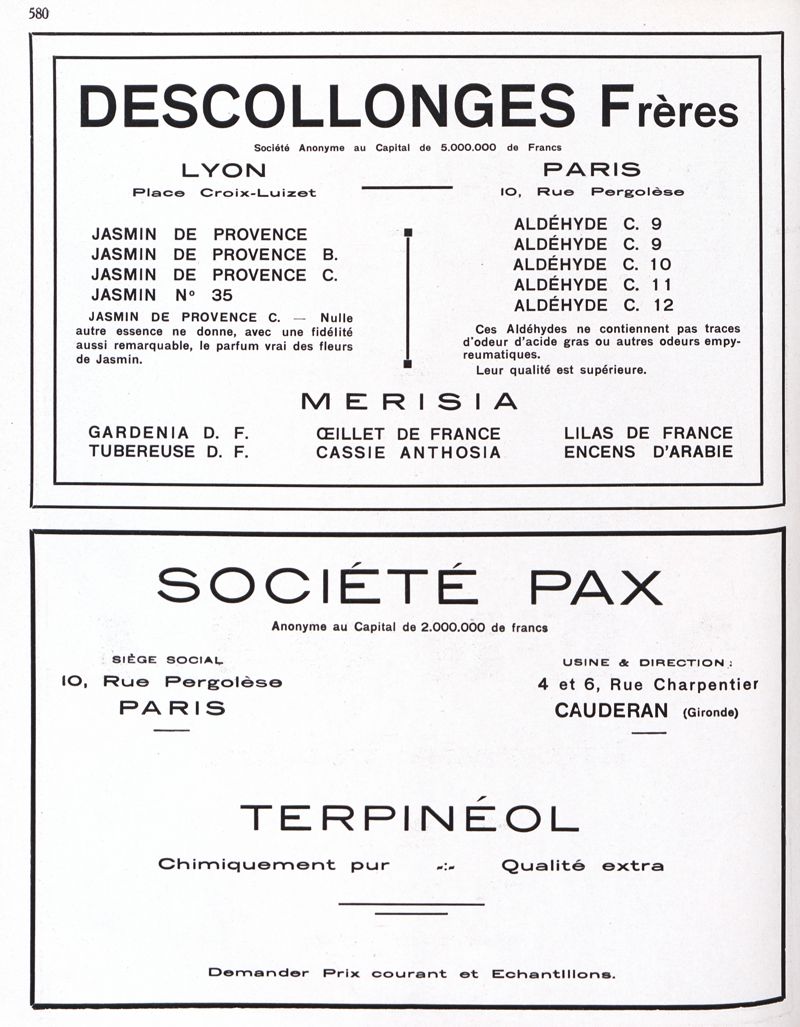 580
DESCOLLONGES Frères
Société Anonyme au Capital de 5.000.000 de Francs
LYON
Place Croix-Luizet
PARIS
10, Rue Pergolèse
JASMIN DE PROVENCE
JASMIN DE PROVENCE B.
JASMIN DE PROVENCE C.
JASMIN Nº 35
JASMIN DE PROVENCE C. — Nulle
autre essence ne donne, avec une fidélité
aussi remarquable, le parfum vrai des fleurs
de Jasmin.
ALDÉHYDE C. 9
ALDÉHYDE C. 9
ALDÉHYDE C. 10
ALDÉHYDE C. 11
ALDÉHYDE C. 12
Ces Aldéhydes ne contiennent pas traces
d'odeur d'acide gras ou autres odeurs empy-
reumatiques.
Leur qualité est supérieure.
MERISIA
GARDENIA D. F. ŒILLET DE FRANCE LILAS DE FRANCE
TUBEREUSE D. F. CASSIE ANTHOSIA ENCENS D'ARABIE
SOCIÉTÉ PAX
Anonyme au Capital de 2.000.000 de francs
SIÈGE SOCIAL
10, Rue Pergolèse
PARIS
USINE & DIRECTION :
4 et 6, Rue Charpentier
CAUDERAN (Gironde)
TERPINÉOL
Chimiquement pur -:- Qualité extra
Demander Prix courant et Echantillons.